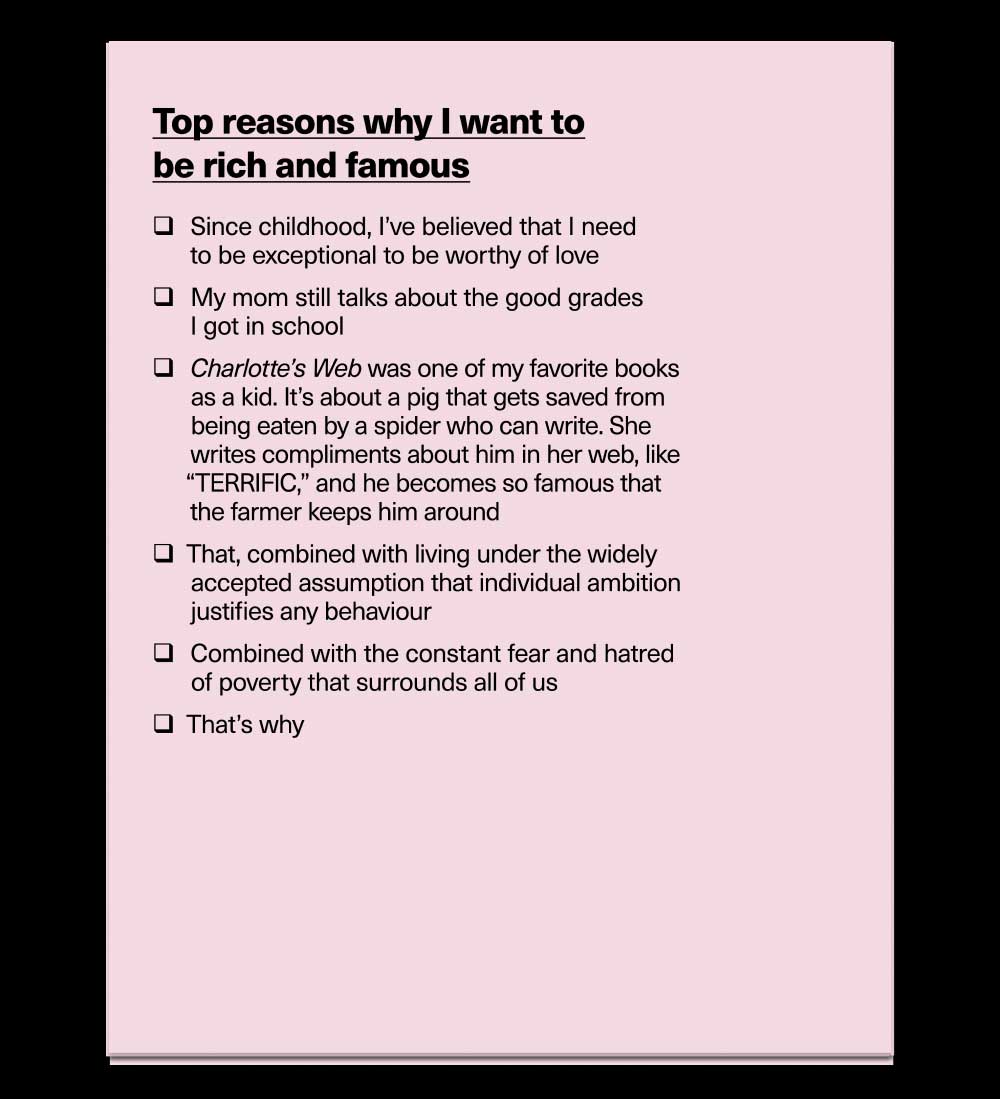 Top reasons why I want to
be rich and famous
❑ Since childhood, I’ve believed that I need
to be exceptional to be worthy of love
❑ My mom still talks about the good grades
I got in school
❑ Charlotte’s Web was one of my favorite books
as a kid. It’s about a pig that gets saved from
being eaten by a spider who can write. She
writes compliments about him in her web, like
“TERRIFIC,” and he becomes so famous that
the farmer keeps him around
❑ That, combined with living under the widely
accepted assumption that individual ambition
justifies any behaviour
❑ Combined with the constant fear and hatred
of poverty that surrounds all of us
❑ That’s why